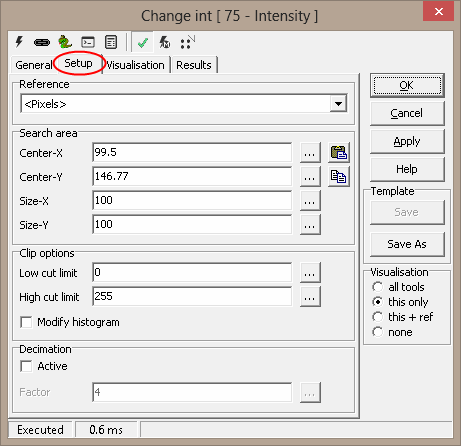 Change int [ 75 - Intensity ]
General
Setup
Visualisation
Results
Reference
<Pixels>
Search area
Center-X
99.5
...
Center-Y
146.77
...
Size-X
100
...
Size-Y
100
...
Clip options
Low cut limit
0
...
High cut limit
255
...
Modify histogram
Decimation
Active
Factor
4
...
OK
Cancel
Apply
Help
Template
Save
Save As
Visualisation
all tools
this only
this + ref
none
Executed
0.6 ms